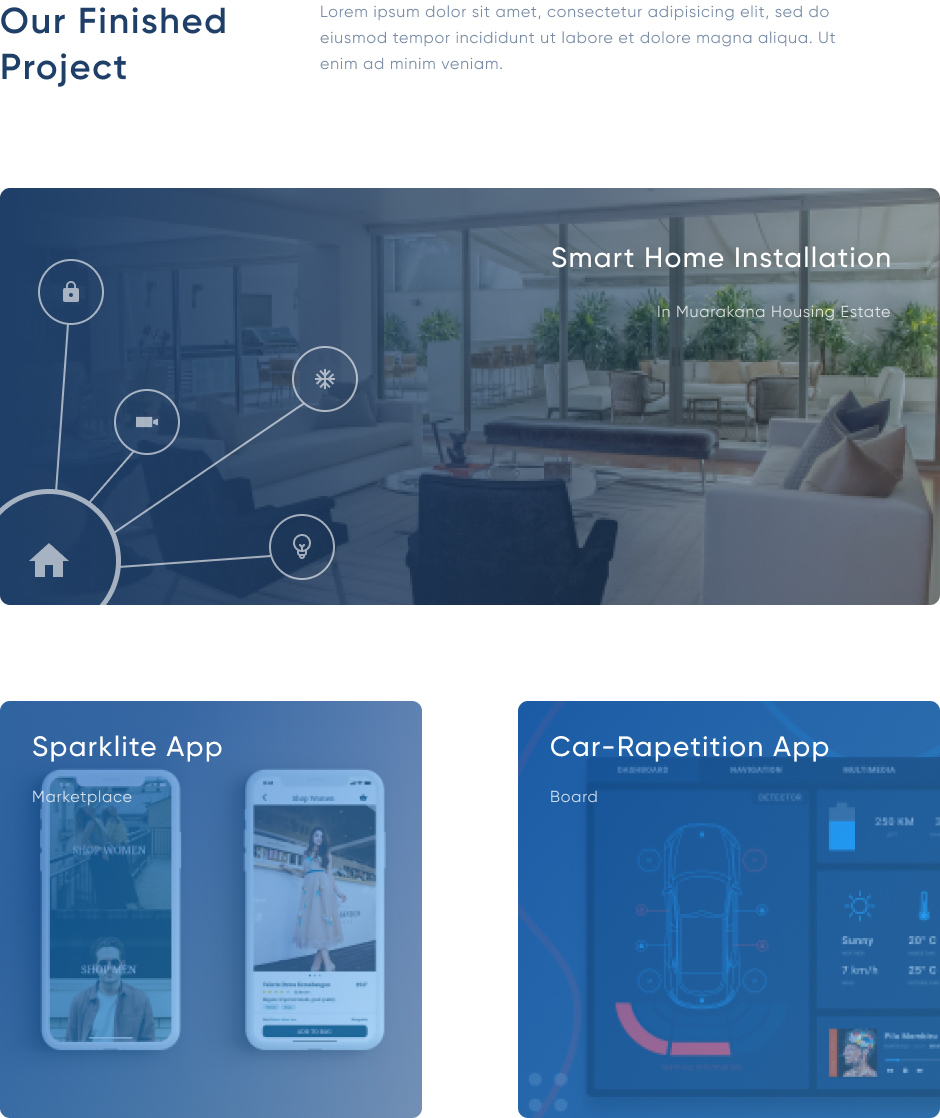 Our Finished
Project
Lorem ipsum dolor sit amet, consectetur adipisicing elit, sed do
eiusmod tempor incididunt ut labore et dolore magna aliqua. Ut
enim ad minim veniam.
Smart Home Installation
In Muarakana Housing Estate
Sparklite App
Marketplace
SHOP WOMEN
SHOP MEN
Shop Women
ADD TO BAG
Car-Rapetition App
Board
DASHBOARD
NAVIGATION
MULTIMEDIA
DETECTOR
250 KM
Sunny
20° C
7 km/h
25° C